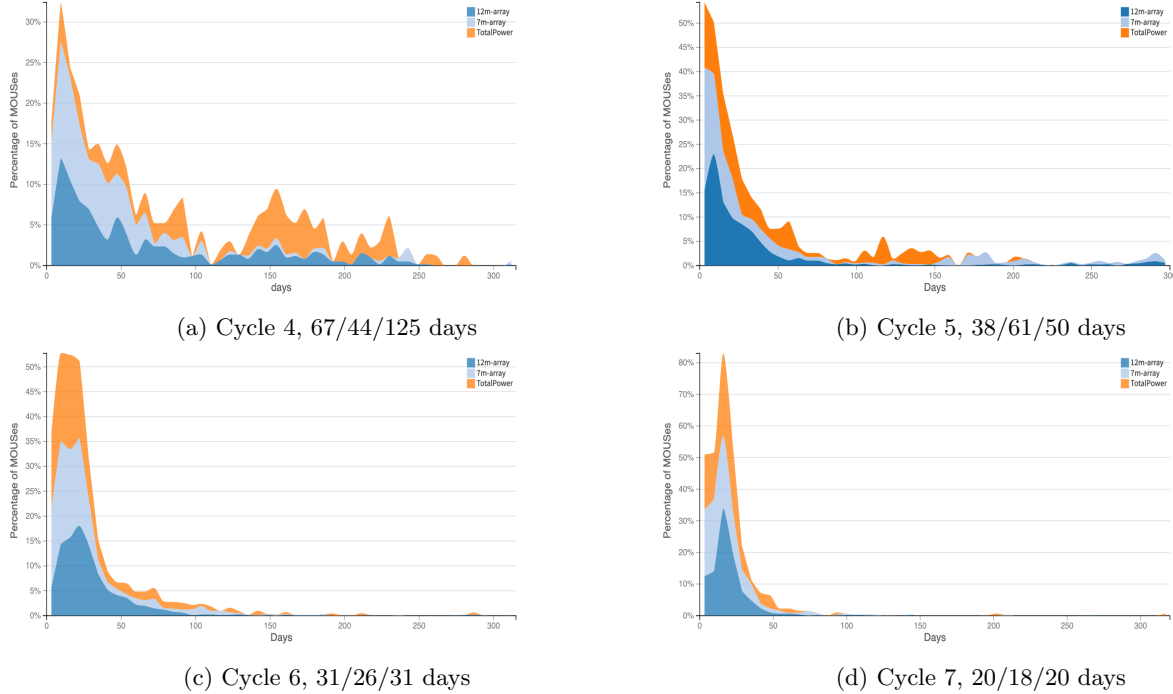 12m-array
7m-array
TotalPower
Percentage of MOUSes
30%
25%
20%
15%
10%
5%
0%
0 50 100 150 200 250 300
days
(a) Cycle 4, 67/44/125 days
12m-array
7m-array
TotalPower
Percentage of MOUSes
50%
45%
40%
35%
30%
25%
20%
15%
10%
5%
0%
0 50 100 150 200 250 300
Days
(b) Cycle 5, 38/61/50 days
12m-array
7m-array
TotalPower
Percentage of MOUSes
50%
45%
40%
35%
30%
25%
20%
15%
10%
5%
0%
0 50 100 150 200 250 300
Days
(c) Cycle 6, 31/26/31 days
12m-array
7m-array
TotalPower
Percentage of MOUSes
80%
70%
60%
50%
40%
30%
20%
10%
0%
0 50 100 150 200 250 300
Days
(d) Cycle 7, 20/18/20 days